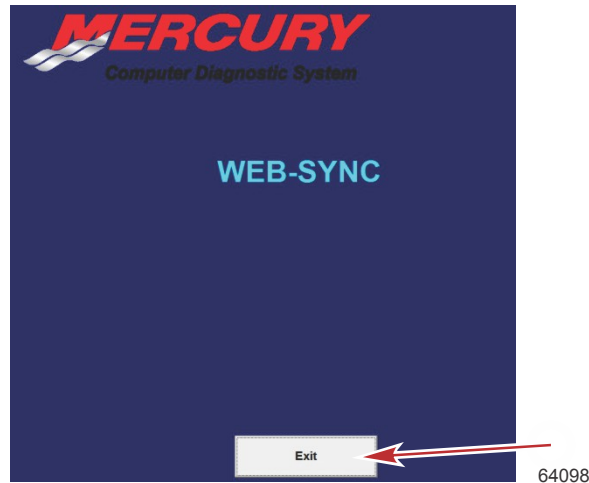 MERCURY
Computer Diagnostic System
WEB-SYNC
Exit
64098